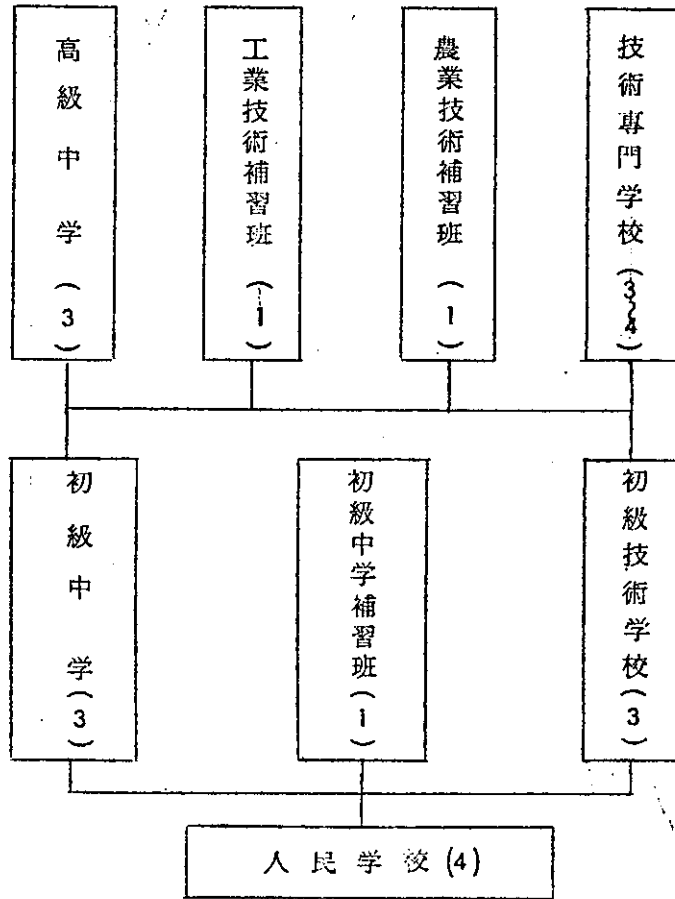 高級中学（3）
工業技術補習班（1）
農業技術補習班（1）
技術専門学校（3〜4）
初級中学（3）
初級中学補習班（1）
初級技術学校（3）
人民学校(4)